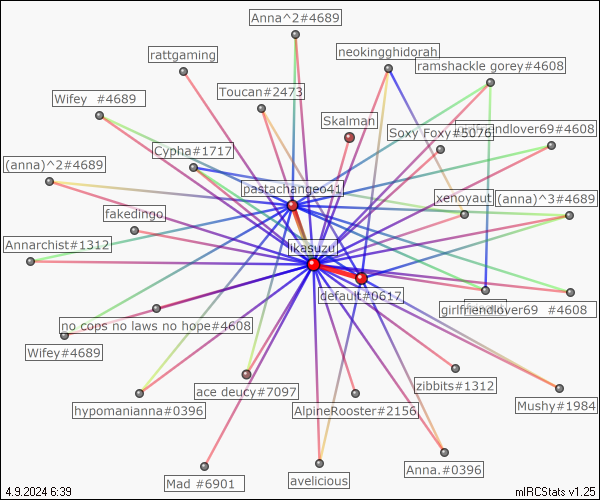 Anna^2#4689
neokingghidorah
rattgaming
ramshackle gorey#4608
Toucan#2473
Wifey  #4689
Skalman
Soxy Foxy#5076
friendlover69#4608
Cypha#1717
(anna)^2#4689
pastachangeo41
xenoyaut
(anna)^3#4689
fakedingo
Annarchist#1312
jikasuzu
default#0617
girlfriendlover69  #4608
no cops no laws no hope#4608
Wifey#4689
ace deucy#7097
zibbits#1312
hypomanianna#0396
AlpineRooster#2156
Mushy#1984
Anna.#0396
Mad #6901
avelicious
4.9.2024 6:39
mIRCStats v1.25